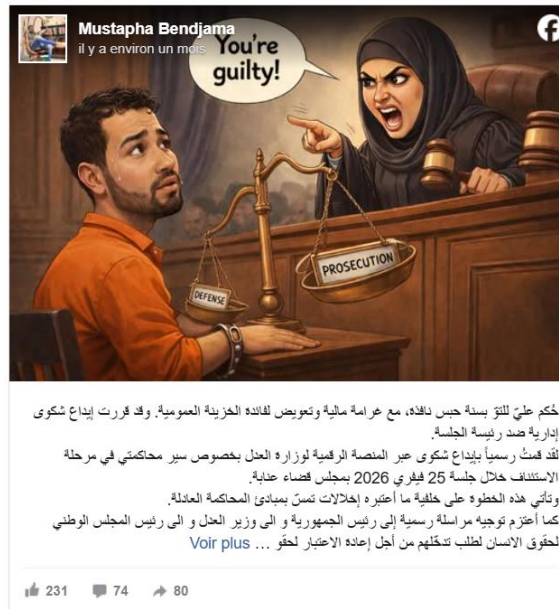 Mustapha Bendjama
il y a environ un mois
You're
guilty!
DEFENSE
PROSECUTION
حُكم عليّ للتوّ بسنة حبس نافذة، مع غرامة مالية وتعويض لفائدة الخزينة العمومية. وقد قررت إيداع شكوى
إدارية ضد رئيسة الجلسة.
لقد قمتُ رسمياً بإيداع شكوى عبر المنصة الرقمية لوزارة العدل بخصوص سير محاكمتي في مرحلة
الاستئناف خلال جلسة 25 فيفري 2026 بمجلس قضاء عنابة.
وتأتي هذه الخطوة على خلفية ما أعتبره إخلالات تمسّ بمبادئ المحاكمة العادلة.
كما أعتزم توجيه مراسلة رسمية إلى رئيس الجمهورية و الى وزير العدل و الى رئيس المجلس الوطني
لحقوق الانسان لطلب تدخّلهم من أجل إعادة الاعتبار لحقو ... Voir plus
231 74 80